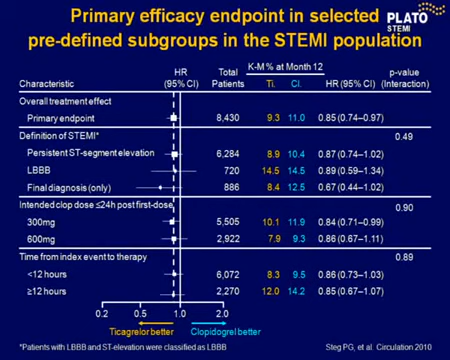 Primary efficacy endpoint in selected
pre-defined subgroups in the STEMI population
PLATO
STEMI
Characteristic
HR
(95% CI)
Total
Patients
K-M % at Month 12
Ti.
Cl.
HR (95% CI)
p-value
(Interaction)
Overall treatment effect
Primary endpoint 8,430 9.3 11.0 0.85 (0.74–0.97)
Definition of STEMI* 0.49
Persistent ST-segment elevation 6,284 8.9 10.4 0.87 (0.74–1.02)
LBBB 720 14.5 14.5 0.89 (0.59–1.34)
Final diagnosis (only) 886 8.4 12.5 0.67 (0.44–1.02)
Intended clop dose ≤24h post first-dose 0.90
300mg 5,505 10.1 11.9 0.84 (0.71–0.99)
600mg 2,922 7.9 9.3 0.86 (0.67–1.11)
Time from index event to therapy 0.89
<12 hours 6,072 8.3 9.5 0.86 (0.73–1.03)
≥12 hours 2,270 12.0 14.2 0.85 (0.67–1.07)
0.2 0.5 1.0 2.0
Ticagrelor better Clopidogrel better
*Patients with LBBB and ST-elevation were classified as LBBB
Steg PG, et al. Circulation 2010